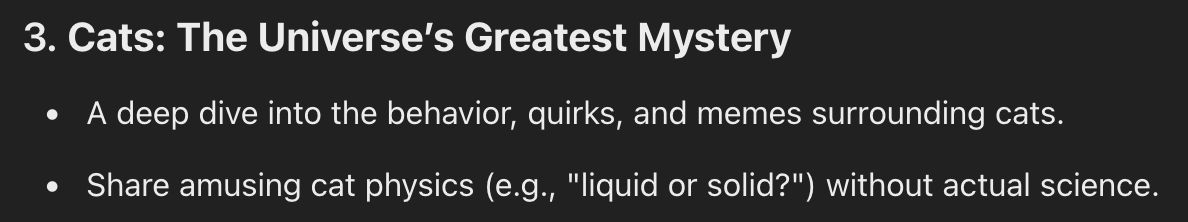 3. Cats: The Universe’s Greatest Mystery
• A deep dive into the behavior, quirks, and memes surrounding cats.
• Share amusing cat physics (e.g., "liquid or solid?") without actual science.